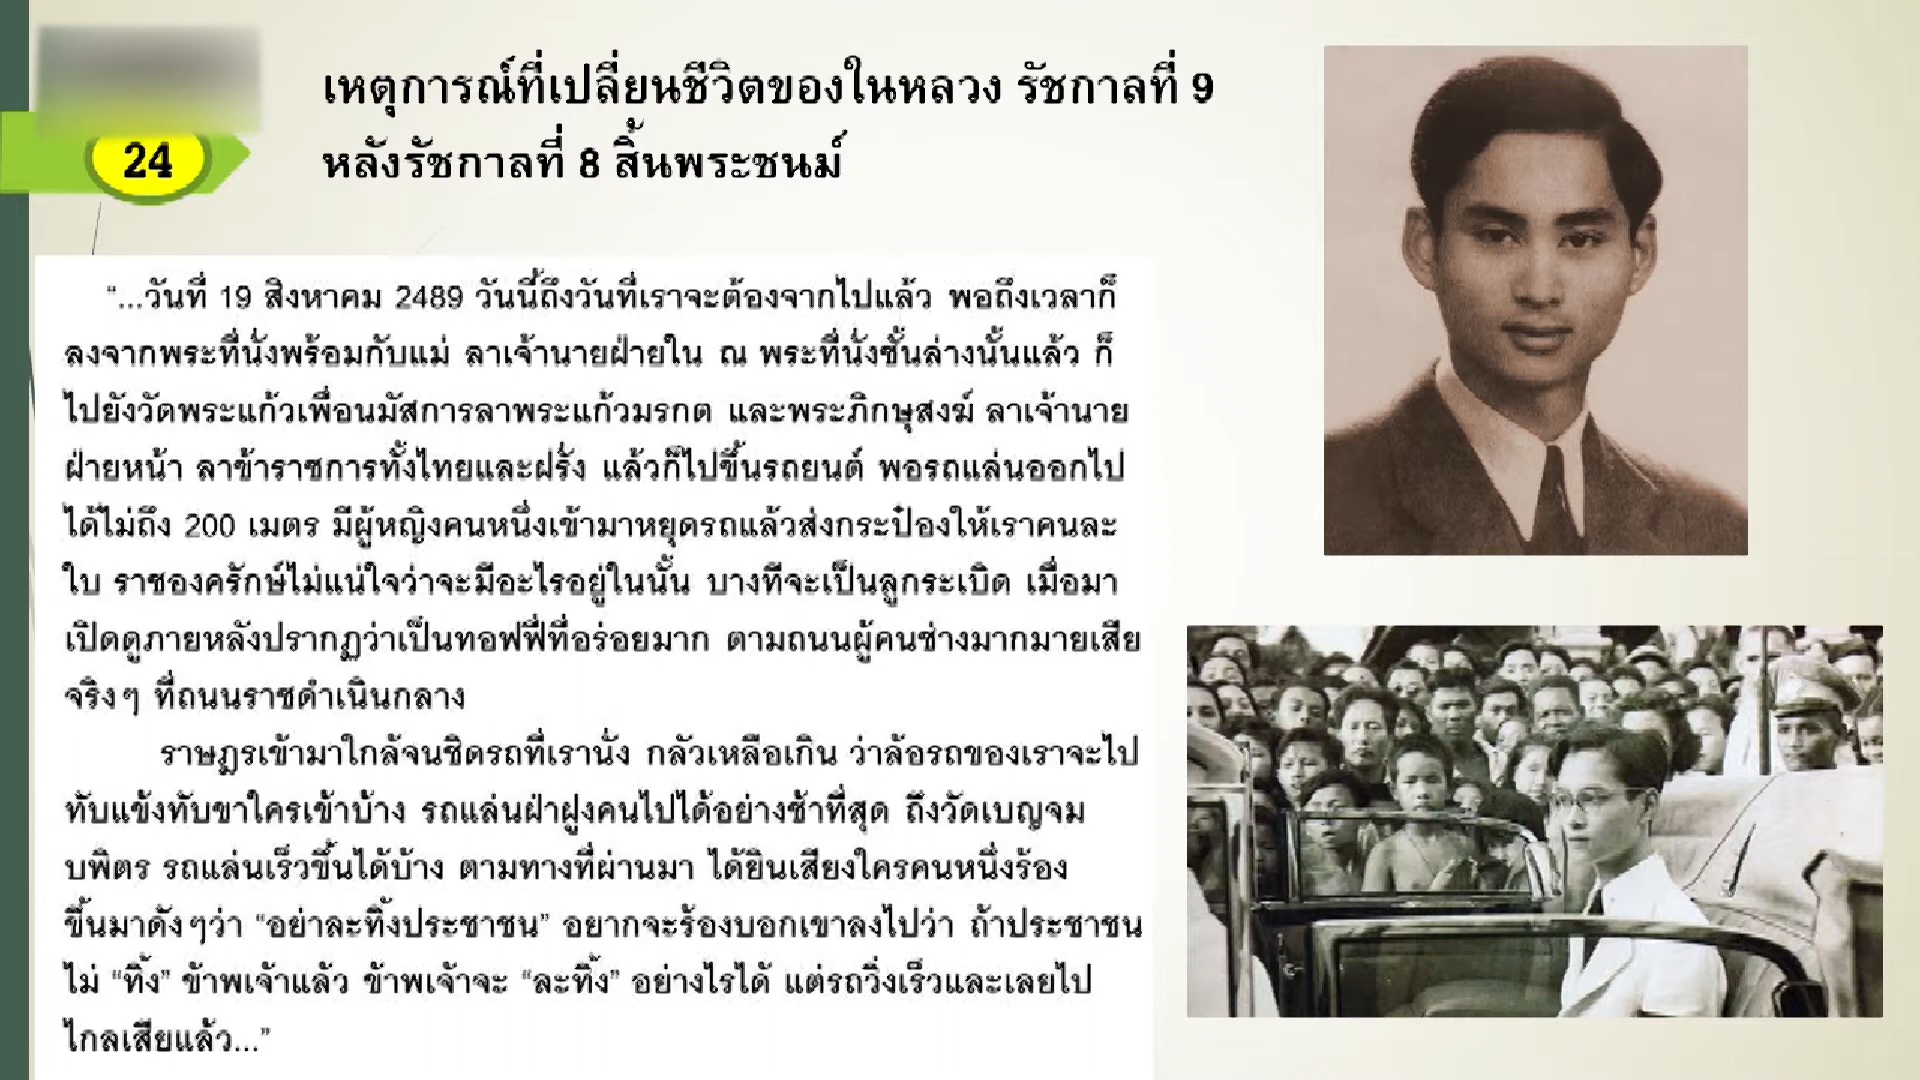 24
เหตุการณ์ที่เปลี่ยนชีวิตของในหลวง รัชกาลที่ 9
หลังรัชกาลที่ 8 สิ้นพระชนม์
“...วันที่ 19 สิงหาคม 2489 วันนี้ถึงวันที่เราจะต้องจากไปแล้ว พอถึงเวลาก็
ลงจากพระที่นั่งพร้อมกับแม่ ลาเจ้านายฝ่ายใน ณ พระที่นั่งชั้นล่างนั้นแล้ว ก็
ไปยังวัดพระแก้วเพื่อนมัสการลาพระแก้วมรกต และพระภิกษุสงฆ์ ลาเจ้านาย
ฝ่ายหน้า ลาข้าราชการทั้งไทยและฝรั่ง แล้วก็ไปขึ้นรถยนต์ พอรถแล่นออกไป
ได้ไม่ถึง 200 เมตร มีผู้หญิงคนหนึ่งเข้ามาหยุดรถแล้วส่งกระป๋องให้เราคนละ
ใบ ราชองครักษ์ไม่แน่ใจว่าจะมีอะไรอยู่ในนั้น บางทีจะเป็นลูกระเบิด เมื่อมา
เปิดดูภายหลังปรากฏว่าเป็นทอฟฟี่ที่อร่อยมาก ตามถนนผู้คนช่างมากมายเสีย
จริงๆ ที่ถนนราชดำเนินกลาง
ราษฎรเข้ามาใกล้จนชิดรถที่เรานั่ง กลัวเหลือเกิน ว่าล้อรถของเราจะไป
ทับแข้งทับขาใครเข้าบ้าง รถแล่นฝ่าฝูงคนไปได้อย่างช้าที่สุด ถึงวัดเบญจม
บพิตร รถแล่นเร็วขึ้นได้บ้าง ตามทางที่ผ่านมา ได้ยินเสียงใครคนหนึ่งร้อง
ขึ้นมาดังๆว่า “อย่าละทิ้งประชาชน” อยากจะร้องบอกเขาลงไปว่า ถ้าประชาชน
ไม่ “ทิ้ง” ข้าพเจ้าแล้ว ข้าพเจ้าจะ “ละทิ้ง” อย่างไรได้ แต่รถวิ่งเร็วและเลยไป
ไกลเสียแล้ว...”